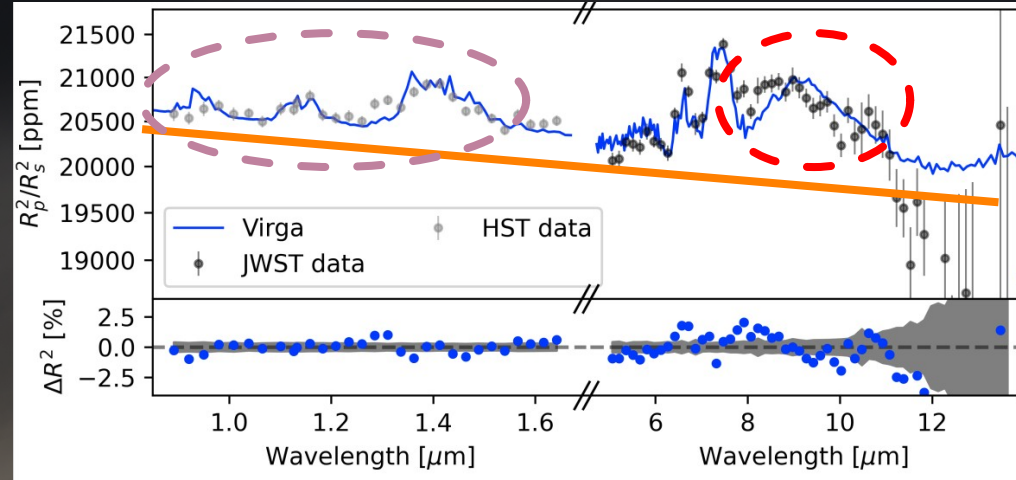 R_p^2/R_s^2 [ppm]
21500
21000
20500
20000
19500
19000
Virga
HST data
JWST data
ΔR^2 [%]
2.5
0.0
−2.5
1.0 1.2 1.4 1.6 6 8 10 12
Wavelength [μm] Wavelength [μm]